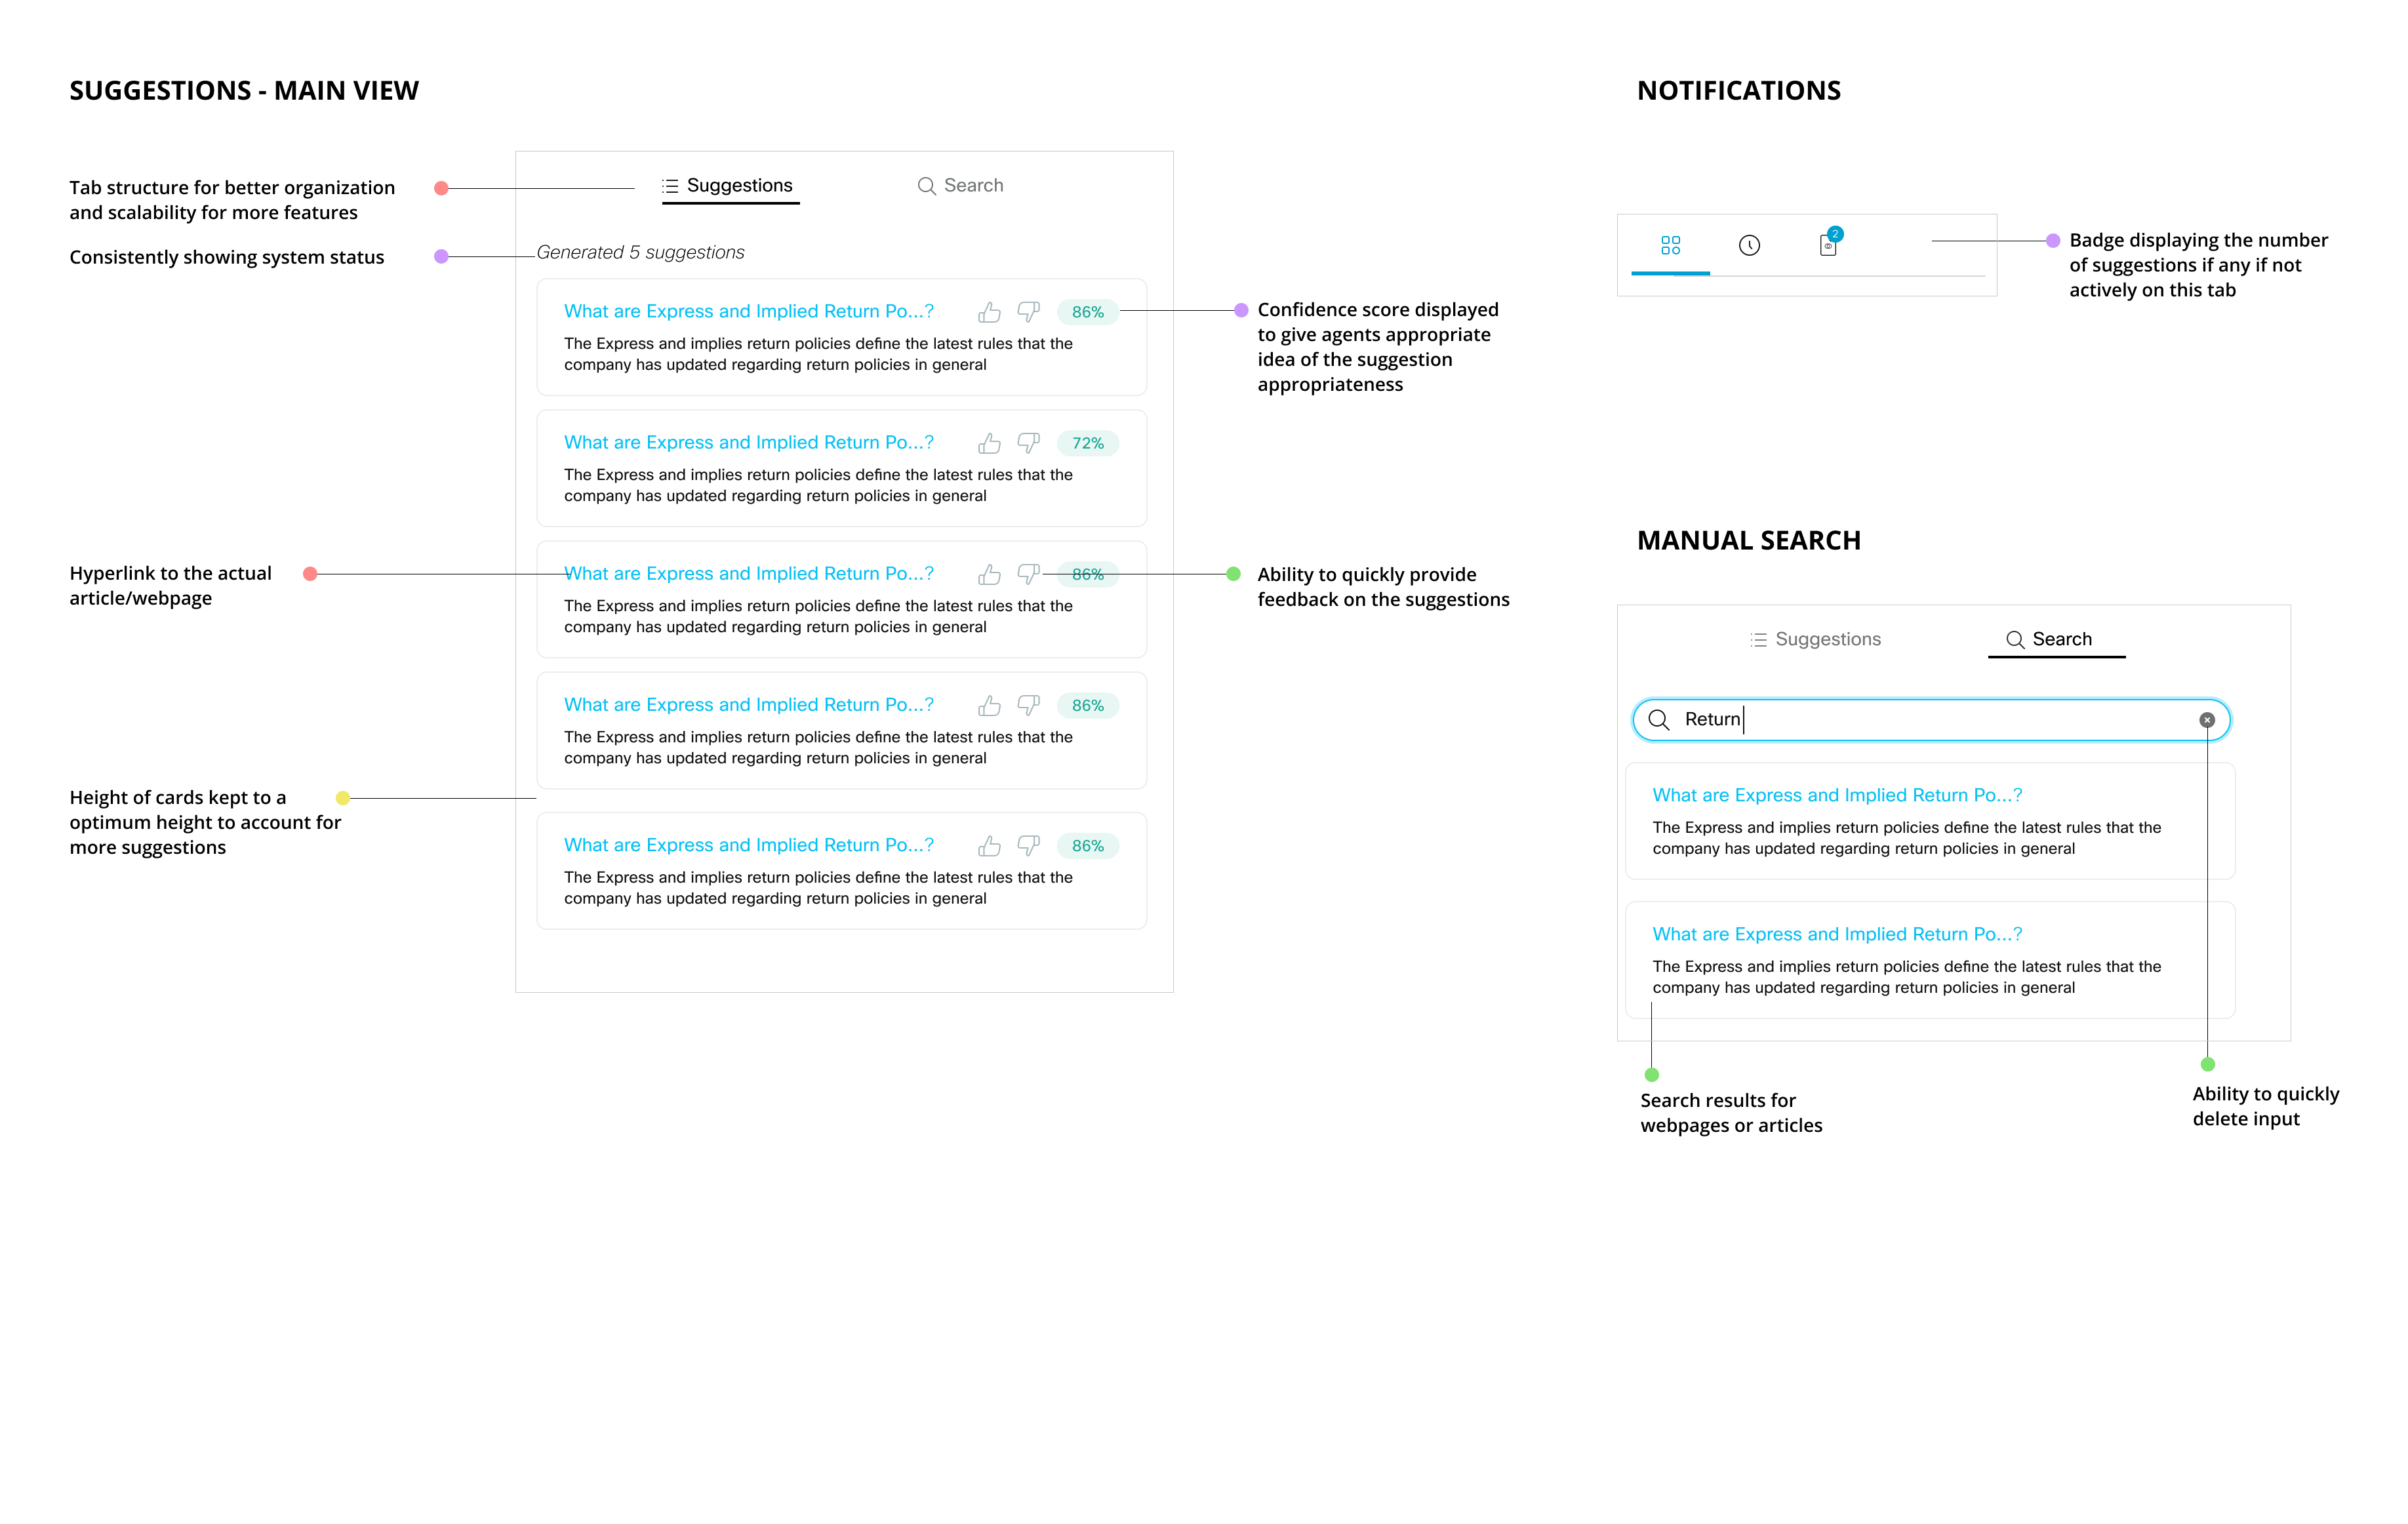 SUGGESTIONS - MAIN VIEW
Tab structure for better organization
and scalability for more features
Consistently showing system status
Hyperlink to the actual
article/webpage
Height of cards kept to a
optimum height to account for
more suggestions
Suggestions
Search
Generated 5 suggestions
What are Express and Implied Return Po...?
86%
The Express and implies return policies define the latest rules that the
company has updated regarding return policies in general
What are Express and Implied Return Po...?
72%
The Express and implies return policies define the latest rules that the
company has updated regarding return policies in general
What are Express and Implied Return Po...?
86%
The Express and implies return policies define the latest rules that the
company has updated regarding return policies in general
What are Express and Implied Return Po...?
86%
The Express and implies return policies define the latest rules that the
company has updated regarding return policies in general
What are Express and Implied Return Po...?
86%
The Express and implies return policies define the latest rules that the
company has updated regarding return policies in general
Confidence score displayed
to give agents appropriate
idea of the suggestion
appropriateness
Ability to quickly provide
feedback on the suggestions
NOTIFICATIONS
2
Badge displaying the number
of suggestions if any if not
actively on this tab
MANUAL SEARCH
Suggestions
Search
Return
What are Express and Implied Return Po...?
The Express and implies return policies define the latest rules that the
company has updated regarding return policies in general
What are Express and Implied Return Po...?
The Express and implies return policies define the latest rules that the
company has updated regarding return policies in general
Search results for
webpages or articles
Ability to quickly
delete input